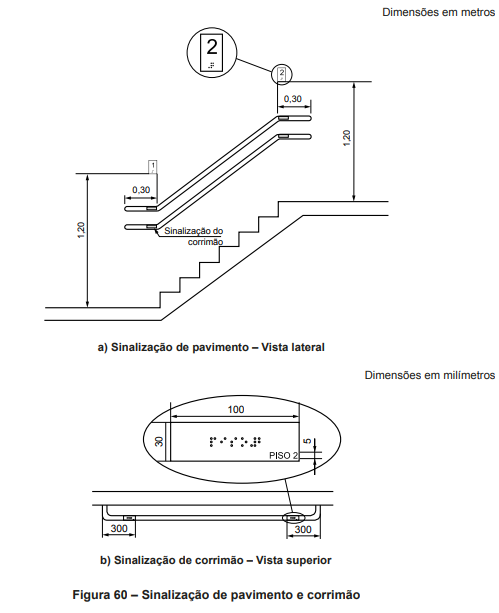 Dimensões em metros
2
2
0,30
1,20
1
0,30
1,20
Sinalização do
corrimão
a) Sinalização de pavimento – Vista lateral
Dimensões em milímetros
100
30
5
PISO 2
300
300
b) Sinalização de corrimão – Vista superior
Figura 60 – Sinalização de pavimento e corrimão